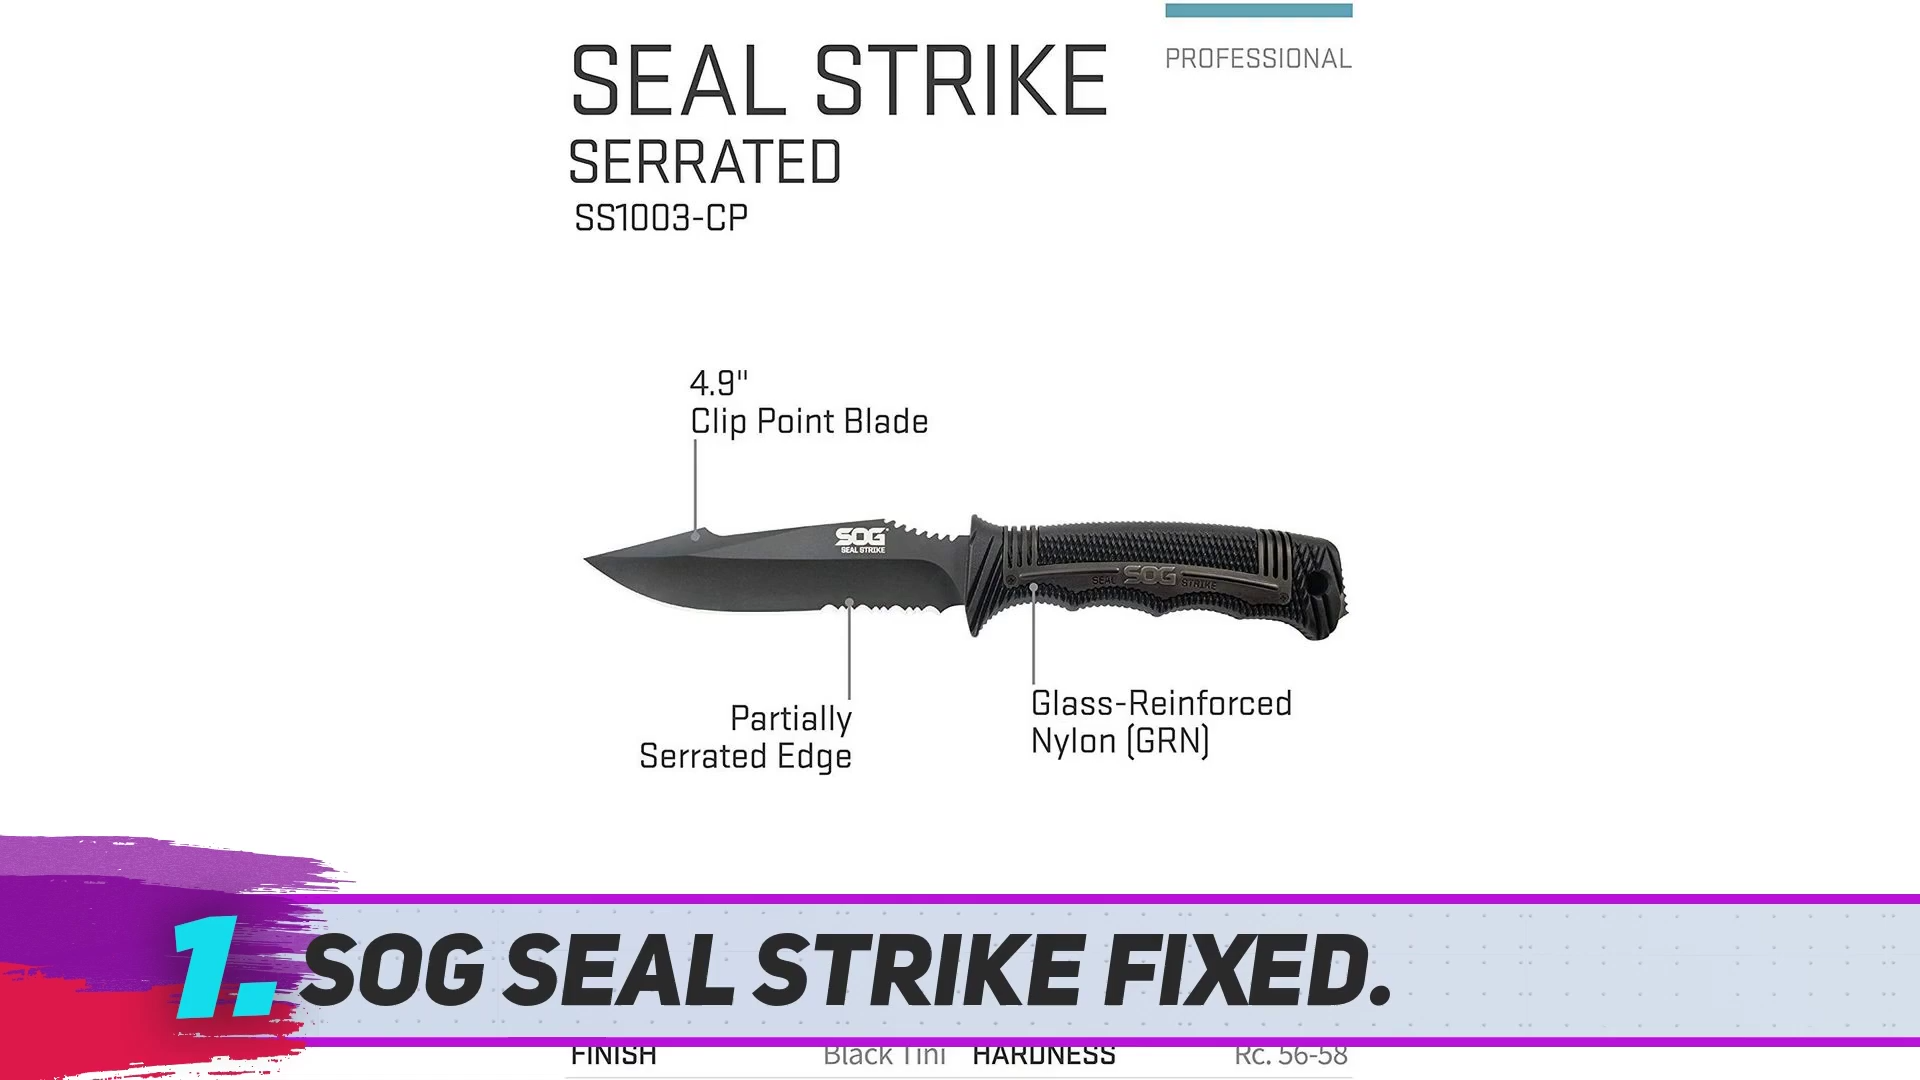 PROFESSIONAL
SEAL STRIKE
SERRATED
SS1003-CP
4.9"
Clip Point Blade
SOG
SEAL STRIKE
SEAL SOG STRIKE
Partially
Serrated Edge
Glass-Reinforced
Nylon (GRN)
1. SOG SEAL STRIKE FIXED.
FINISH Black Tini HARDNESS Rc. 56-58